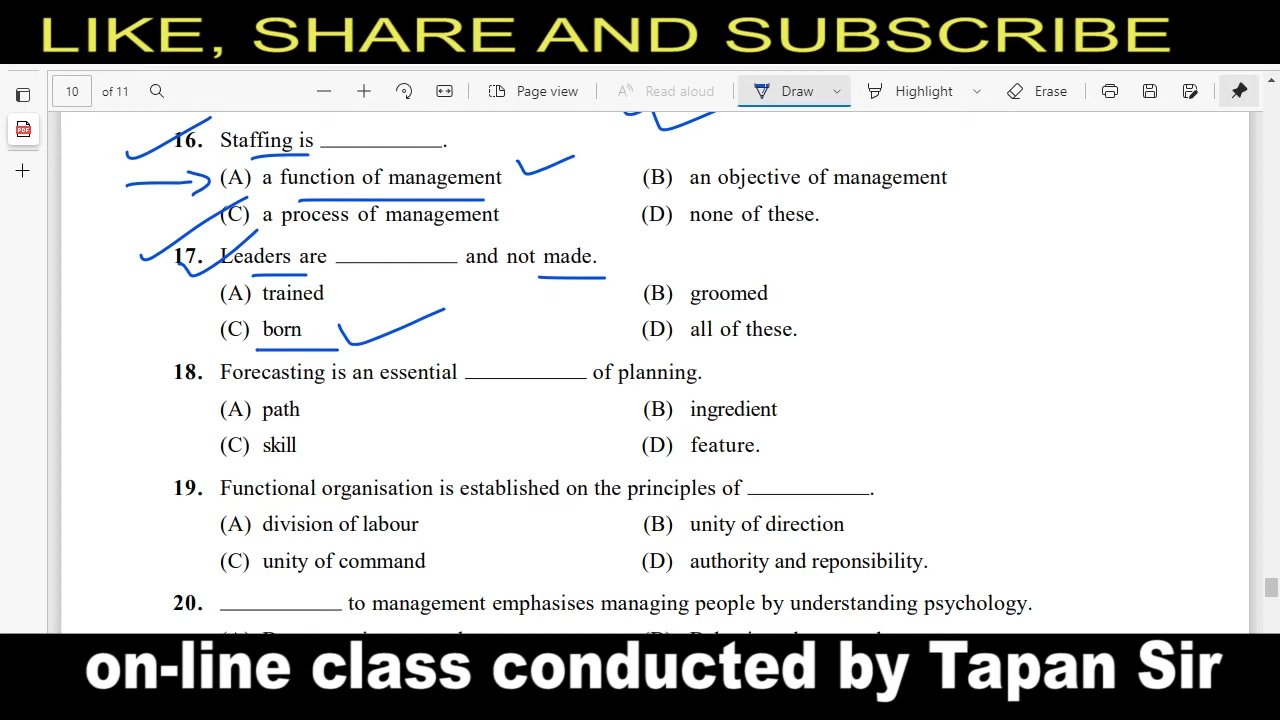 LIKE, SHARE AND SUBSCRIBE
10 of 11 Page view Read aloud Draw Highlight Erase
16. Staffing is ___________.
(A) a function of management (B) an objective of management
(C) a process of management (D) none of these.
17. Leaders are ___________ and not made.
(A) trained (B) groomed
(C) born (D) all of these.
18. Forecasting is an essential ___________ of planning.
(A) path (B) ingredient
(C) skill (D) feature.
19. Functional organisation is established on the principles of ___________.
(A) division of labour (B) unity of direction
(C) unity of command (D) authority and reponsibility.
20. ___________ to management emphasises managing people by understanding psychology.
on-line class conducted by Tapan Sir